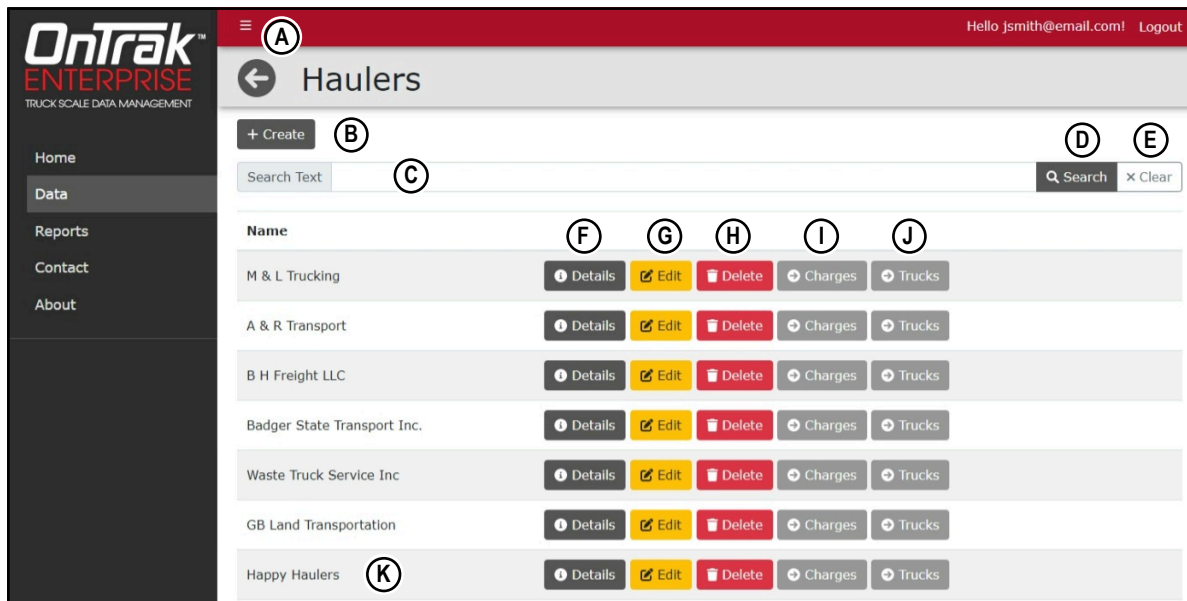 OnTrak™
ENTERPRISE
TRUCK SCALE DATA MANAGEMENT
Home
Data
Reports
Contact
About
A
Hello jsmith@email.com! Logout
Haulers
+ Create B
D E
Search Text C Search × Clear
Name F G H I J
M & L Trucking Details Edit Delete Charges Trucks
A & R Transport Details Edit Delete Charges Trucks
B H Freight LLC Details Edit Delete Charges Trucks
Badger State Transport Inc. Details Edit Delete Charges Trucks
Waste Truck Service Inc Details Edit Delete Charges Trucks
GB Land Transportation Details Edit Delete Charges Trucks
Happy Haulers K Details Edit Delete Charges Trucks